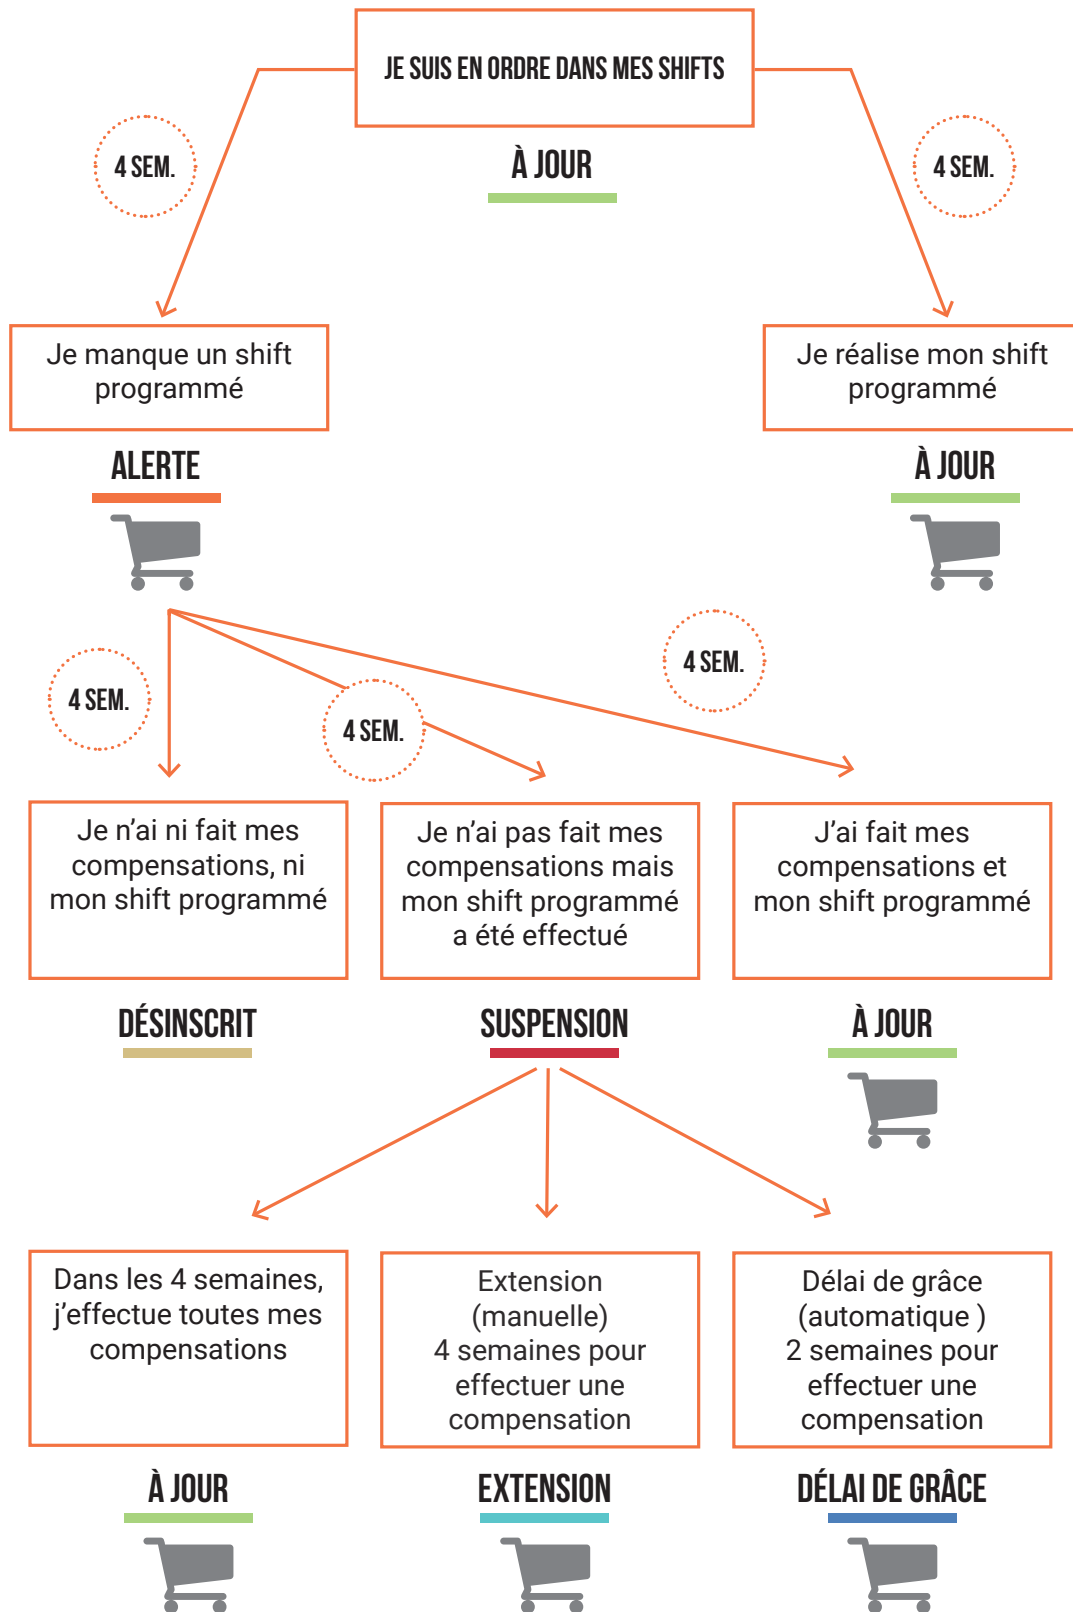 JE SUIS EN ORDRE DANS MES SHIFTS
4 SEM.
À JOUR
4 SEM.
Je manque un shift
programmé
Je réalise mon shift
programmé
ALERTE
À JOUR
4 SEM.
4 SEM.
4 SEM.
Je n’ai ni fait mes
compensations, ni
mon shift programmé
Je n’ai pas fait mes
compensations mais
mon shift programmé
a été effectué
J’ai fait mes
compensations et
mon shift programmé
DÉSINSCRIT
SUSPENSION
À JOUR
Dans les 4 semaines,
j’effectue toutes mes
compensations
Extension
(manuelle)
4 semaines pour
effectuer une
compensation
Délai de grâce
(automatique )
2 semaines pour
effectuer une
compensation
À JOUR
EXTENSION
DÉLAI DE GRÂCE